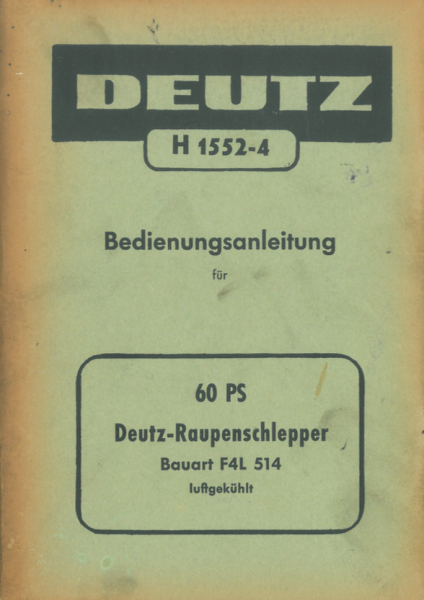 DEUTZ
H 1552-4
Bedienungsanleitung
für
60 PS
Deutz-Raupenschlepper
Bauart F4L 514
luftgekühlt